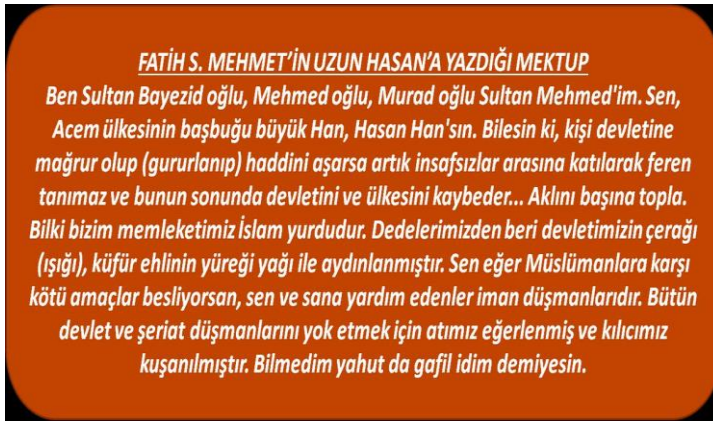 FATİH S. MEHMET'İN UZUN HASAN'A YAZDIĞI MEKTUP
Ben Sultan Bayezid oğlu, Mehmed oğlu, Murad oğlu Sultan Mehmed'im. Sen,
Acem ülkesinin başbuğu büyük Han, Hasan Han'sın. Bilesin ki, kişi devletine
mağrur olup (gururlanıp) haddini aşarsa artık insafsızlar arasına katılarak feren
tanımaz ve bunun sonunda devletini ve ülkesini kaybeder... Aklını başına topla.
Bilki bizim memleketimiz İslam yurdudur. Dedelerimizden beri devletimizin çerağı
(ışığı), küfür ehlinin yüreği yağı ile aydınlanmıştır. Sen eğer Müslümanlara karşı
kötü amaçlar besliyorsan, sen ve sana yardım edenler iman düşmanlarıdır. Bütün
devlet ve şeriat düşmanlarını yok etmek için atımız eğerlenmiş ve kılıcımız
kuşanılmıştır. Bilmedim yahut da gafil idim demiyesin.